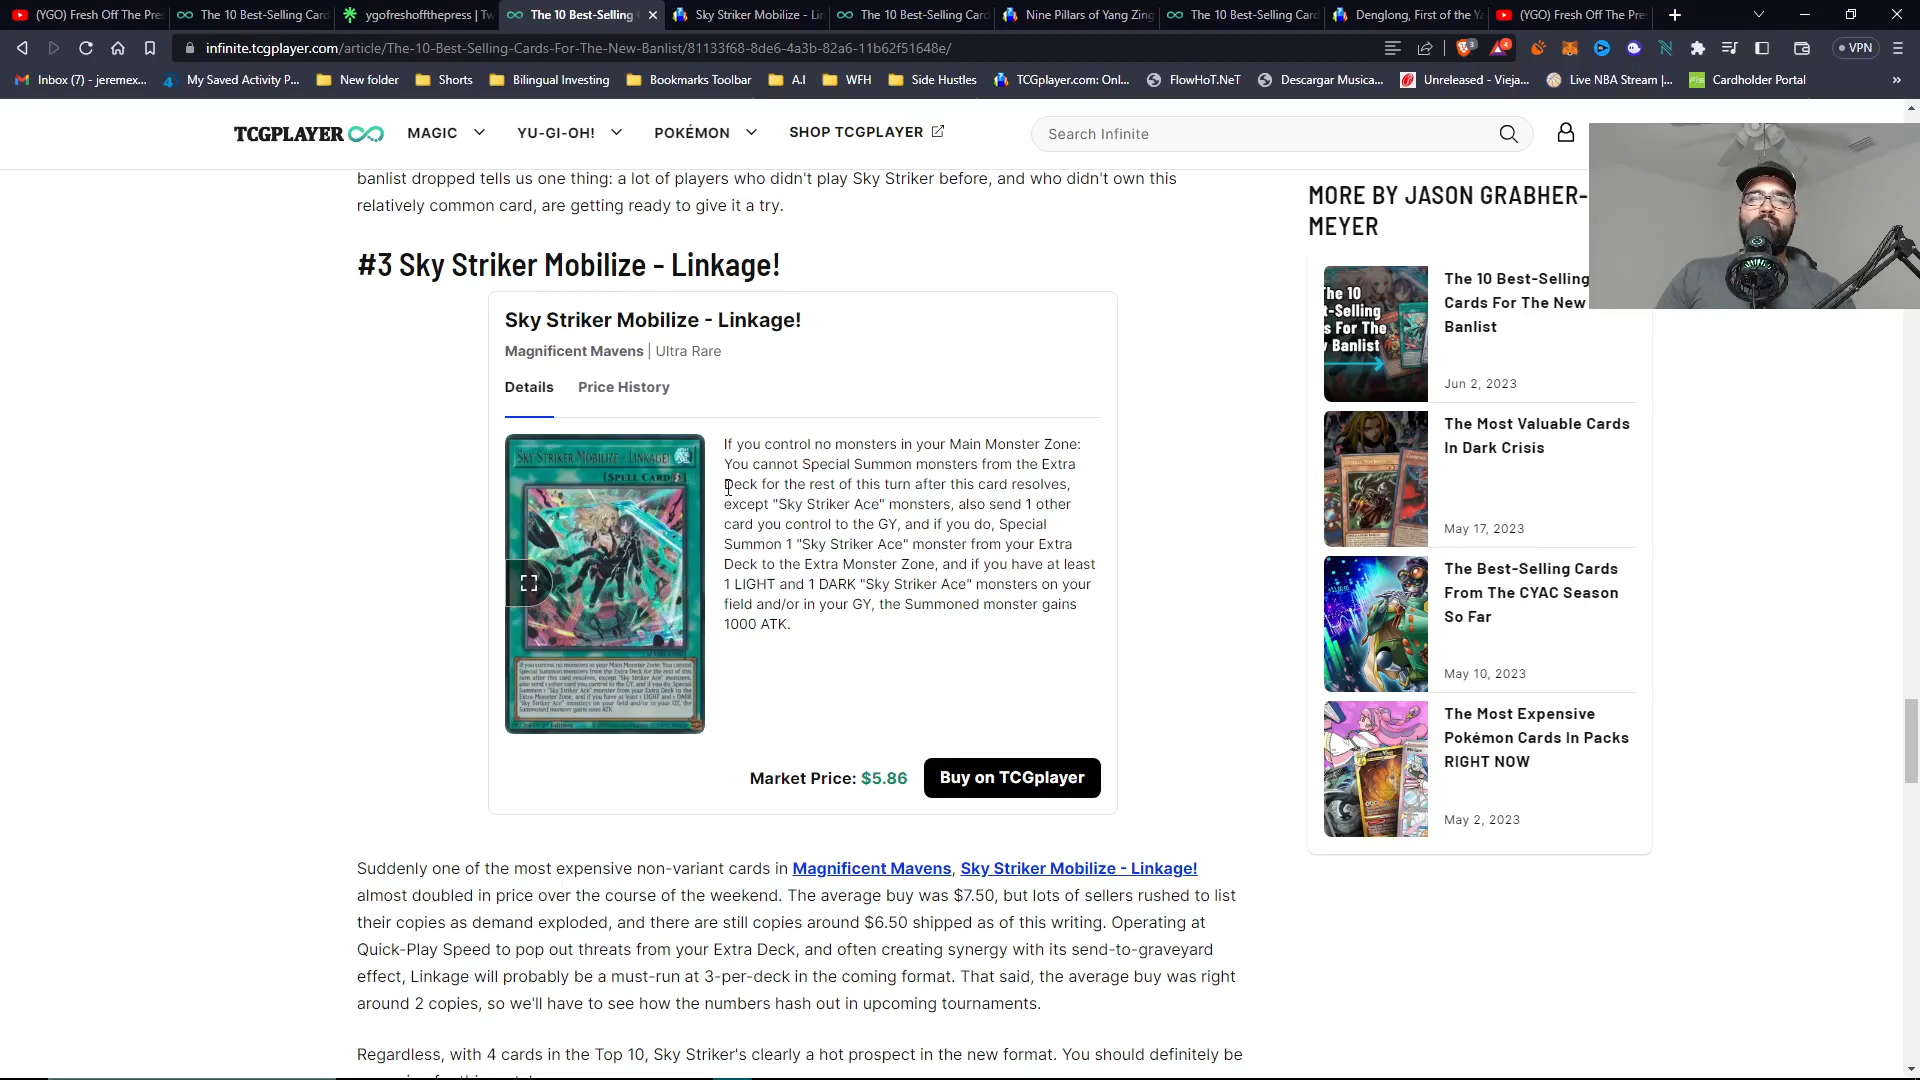 (YGO) Fresh Off The Pre
The 10 Best-Selling Card
ygofreshoffthepress | Tw
The 10 Best-Selling
Sky Striker Mobilize - Lin
The 10 Best-Selling Card
Nine Pillars of Yang Zing
The 10 Best-Selling Card
Denglong, First of the Ya
(YGO) Fresh Off The Pre
infinite.tcgplayer.com/article/The-10-Best-Selling-Cards-For-The-New-Banlist/81133f68-8de6-4a3b-82a6-11b62f51648e/
VPN
Inbox (7) - jeremex...
My Saved Activity P...
New folder
Shorts
Bilingual Investing
Bookmarks Toolbar
A.I
WFH
Side Hustles
TCGplayer.com: Onl...
FlowHoT.NeT
Descargar Musica...
Unreleased - Vieja...
Live NBA Stream |...
Cardholder Portal
TCGPLAYER
MAGIC
YU-GI-OH!
POKÉMON
SHOP TCGPLAYER
Search Infinite
banlist dropped tells us one thing: a lot of players who didn't play Sky Striker before, and who didn't own this
relatively common card, are getting ready to give it a try.
#3 Sky Striker Mobilize - Linkage!
Sky Striker Mobilize - Linkage!
Magnificent Mavens | Ultra Rare
Details
Price History
SKY STRIKER MOBILIZE - LINKAGE!
[SPELL CARD]
If you control no monsters in your Main Monster Zone:
You cannot Special Summon monsters from the Extra
Deck for the rest of this turn after this card resolves,
except "Sky Striker Ace" monsters, also send 1 other
card you control to the GY, and if you do, Special
Summon 1 "Sky Striker Ace" monster from your Extra
Deck to the Extra Monster Zone, and if you have at least
1 LIGHT and 1 DARK "Sky Striker Ace" monsters on your
field and/or in your GY, the Summoned monster gains
1000 ATK.
Market Price: $5.86
Buy on TCGplayer
Suddenly one of the most expensive non-variant cards in Magnificent Mavens, Sky Striker Mobilize - Linkage!
almost doubled in price over the course of the weekend. The average buy was $7.50, but lots of sellers rushed to list
their copies as demand exploded, and there are still copies around $6.50 shipped as of this writing. Operating at
Quick-Play Speed to pop out threats from your Extra Deck, and often creating synergy with its send-to-graveyard
effect, Linkage will probably be a must-run at 3-per-deck in the coming format. That said, the average buy was right
around 2 copies, so we'll have to see how the numbers hash out in upcoming tournaments.
Regardless, with 4 cards in the Top 10, Sky Striker's clearly a hot prospect in the new format. You should definitely be
MORE BY JASON GRABHER-
MEYER
The 10 Best-Selling
Cards For The New
Banlist
Jun 2, 2023
The Most Valuable Cards
In Dark Crisis
May 17, 2023
The Best-Selling Cards
From The CYAC Season
So Far
May 10, 2023
The Most Expensive
Pokémon Cards In Packs
RIGHT NOW
May 2, 2023